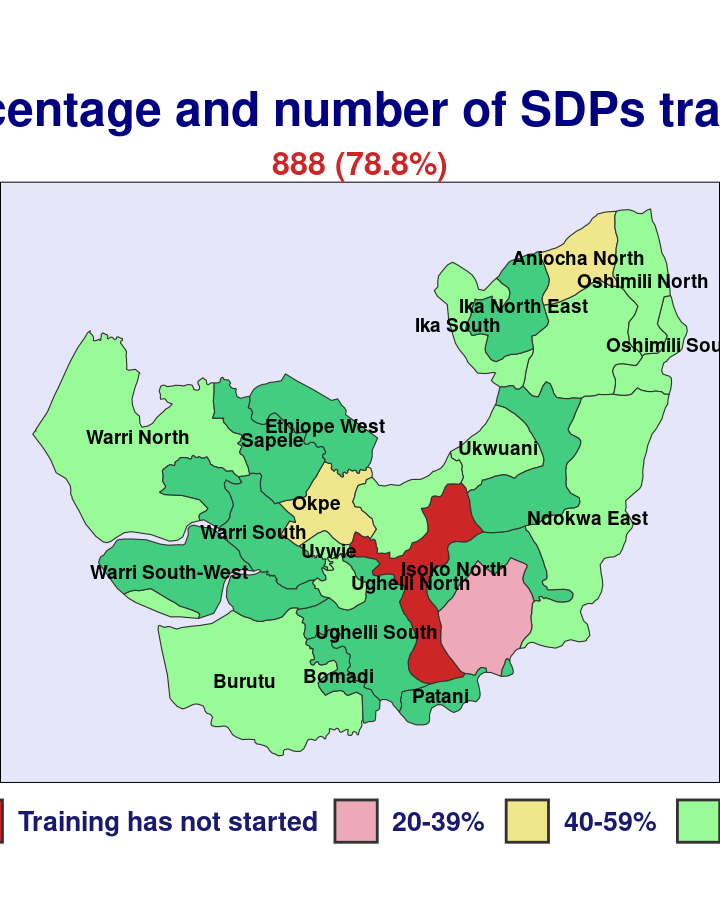 centage and number of SDPs tra
888 (78.8%)
Aniocha North
Oshimili North
Ika North East
Ika South
Oshimili Sou
Ethiope West
Warri North
Sapele
Ukwuani
Okpe
Ndokwa East
Warri South
Uvwie
Isoko North
Warri South-West
Ughelli North
Ughelli South
Bomadi
Burutu
Patani
Training has not started
20-39%
40-59%